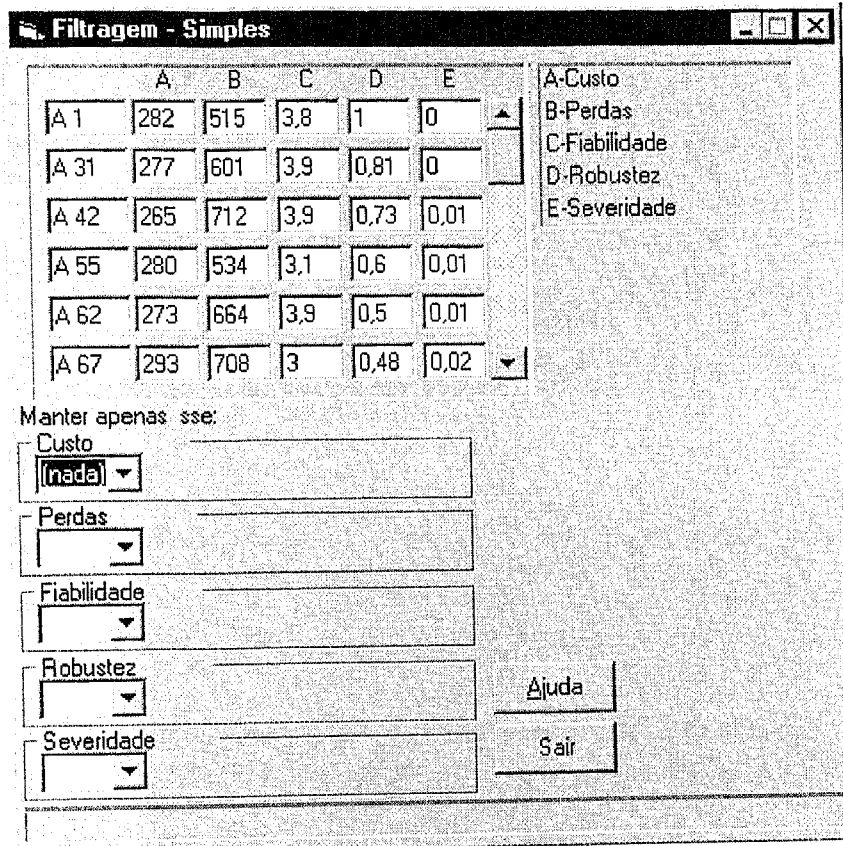 Filtragem - Simples
A B C D E
A 1 282 515 3,8 1 0
A 31 277 601 3,9 0,81 0
A 42 265 712 3,9 0,73 0,01
A 55 280 534 3,1 0,6 0,01
A 62 273 664 3,9 0,5 0,01
A 67 293 708 3 0,48 0,02
A-Custo
B-Perdas
C-Fiabilidade
D-Robustez
E-Severidade
Manter apenas sse:
Custo
(nada)
Perdas
Fiabilidade
Robustez
Severidade
Ajuda
Sair